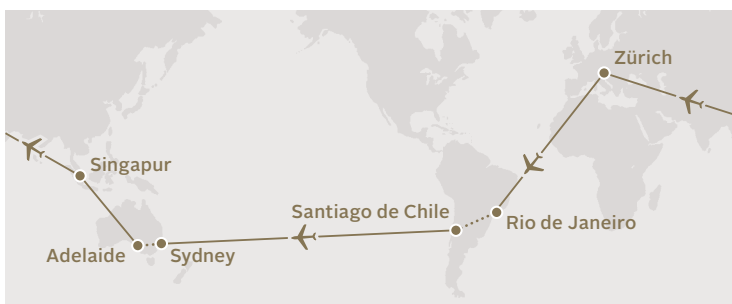 Zürich
Singapur
Santiago de Chile
Rio de Janeiro
Adelaide
Sydney